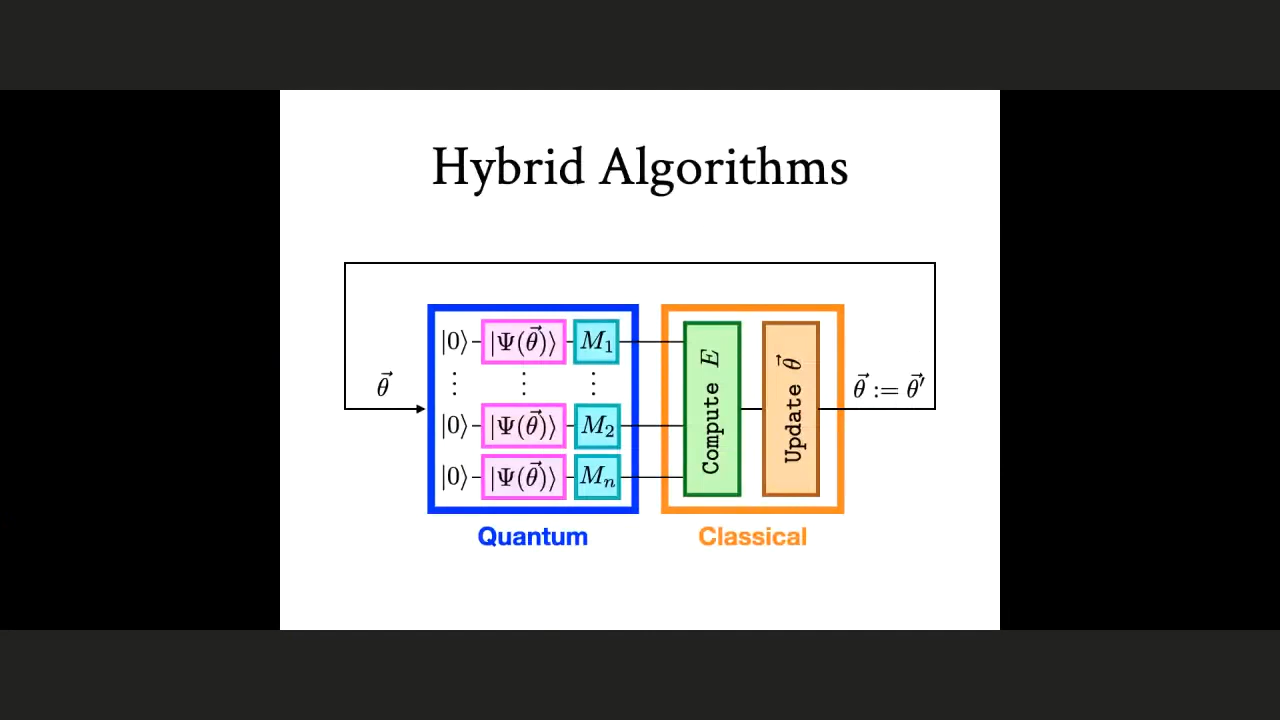 Hybrid Algorithms
|0⟩ |Ψ(θ⃗)⟩ M₁
⋮ ⋮ ⋮
|0⟩ |Ψ(θ⃗)⟩ M₂
|0⟩ |Ψ(θ⃗)⟩ Mₙ
θ⃗
Compute E
Update θ⃗
θ⃗ := θ⃗′
Quantum
Classical